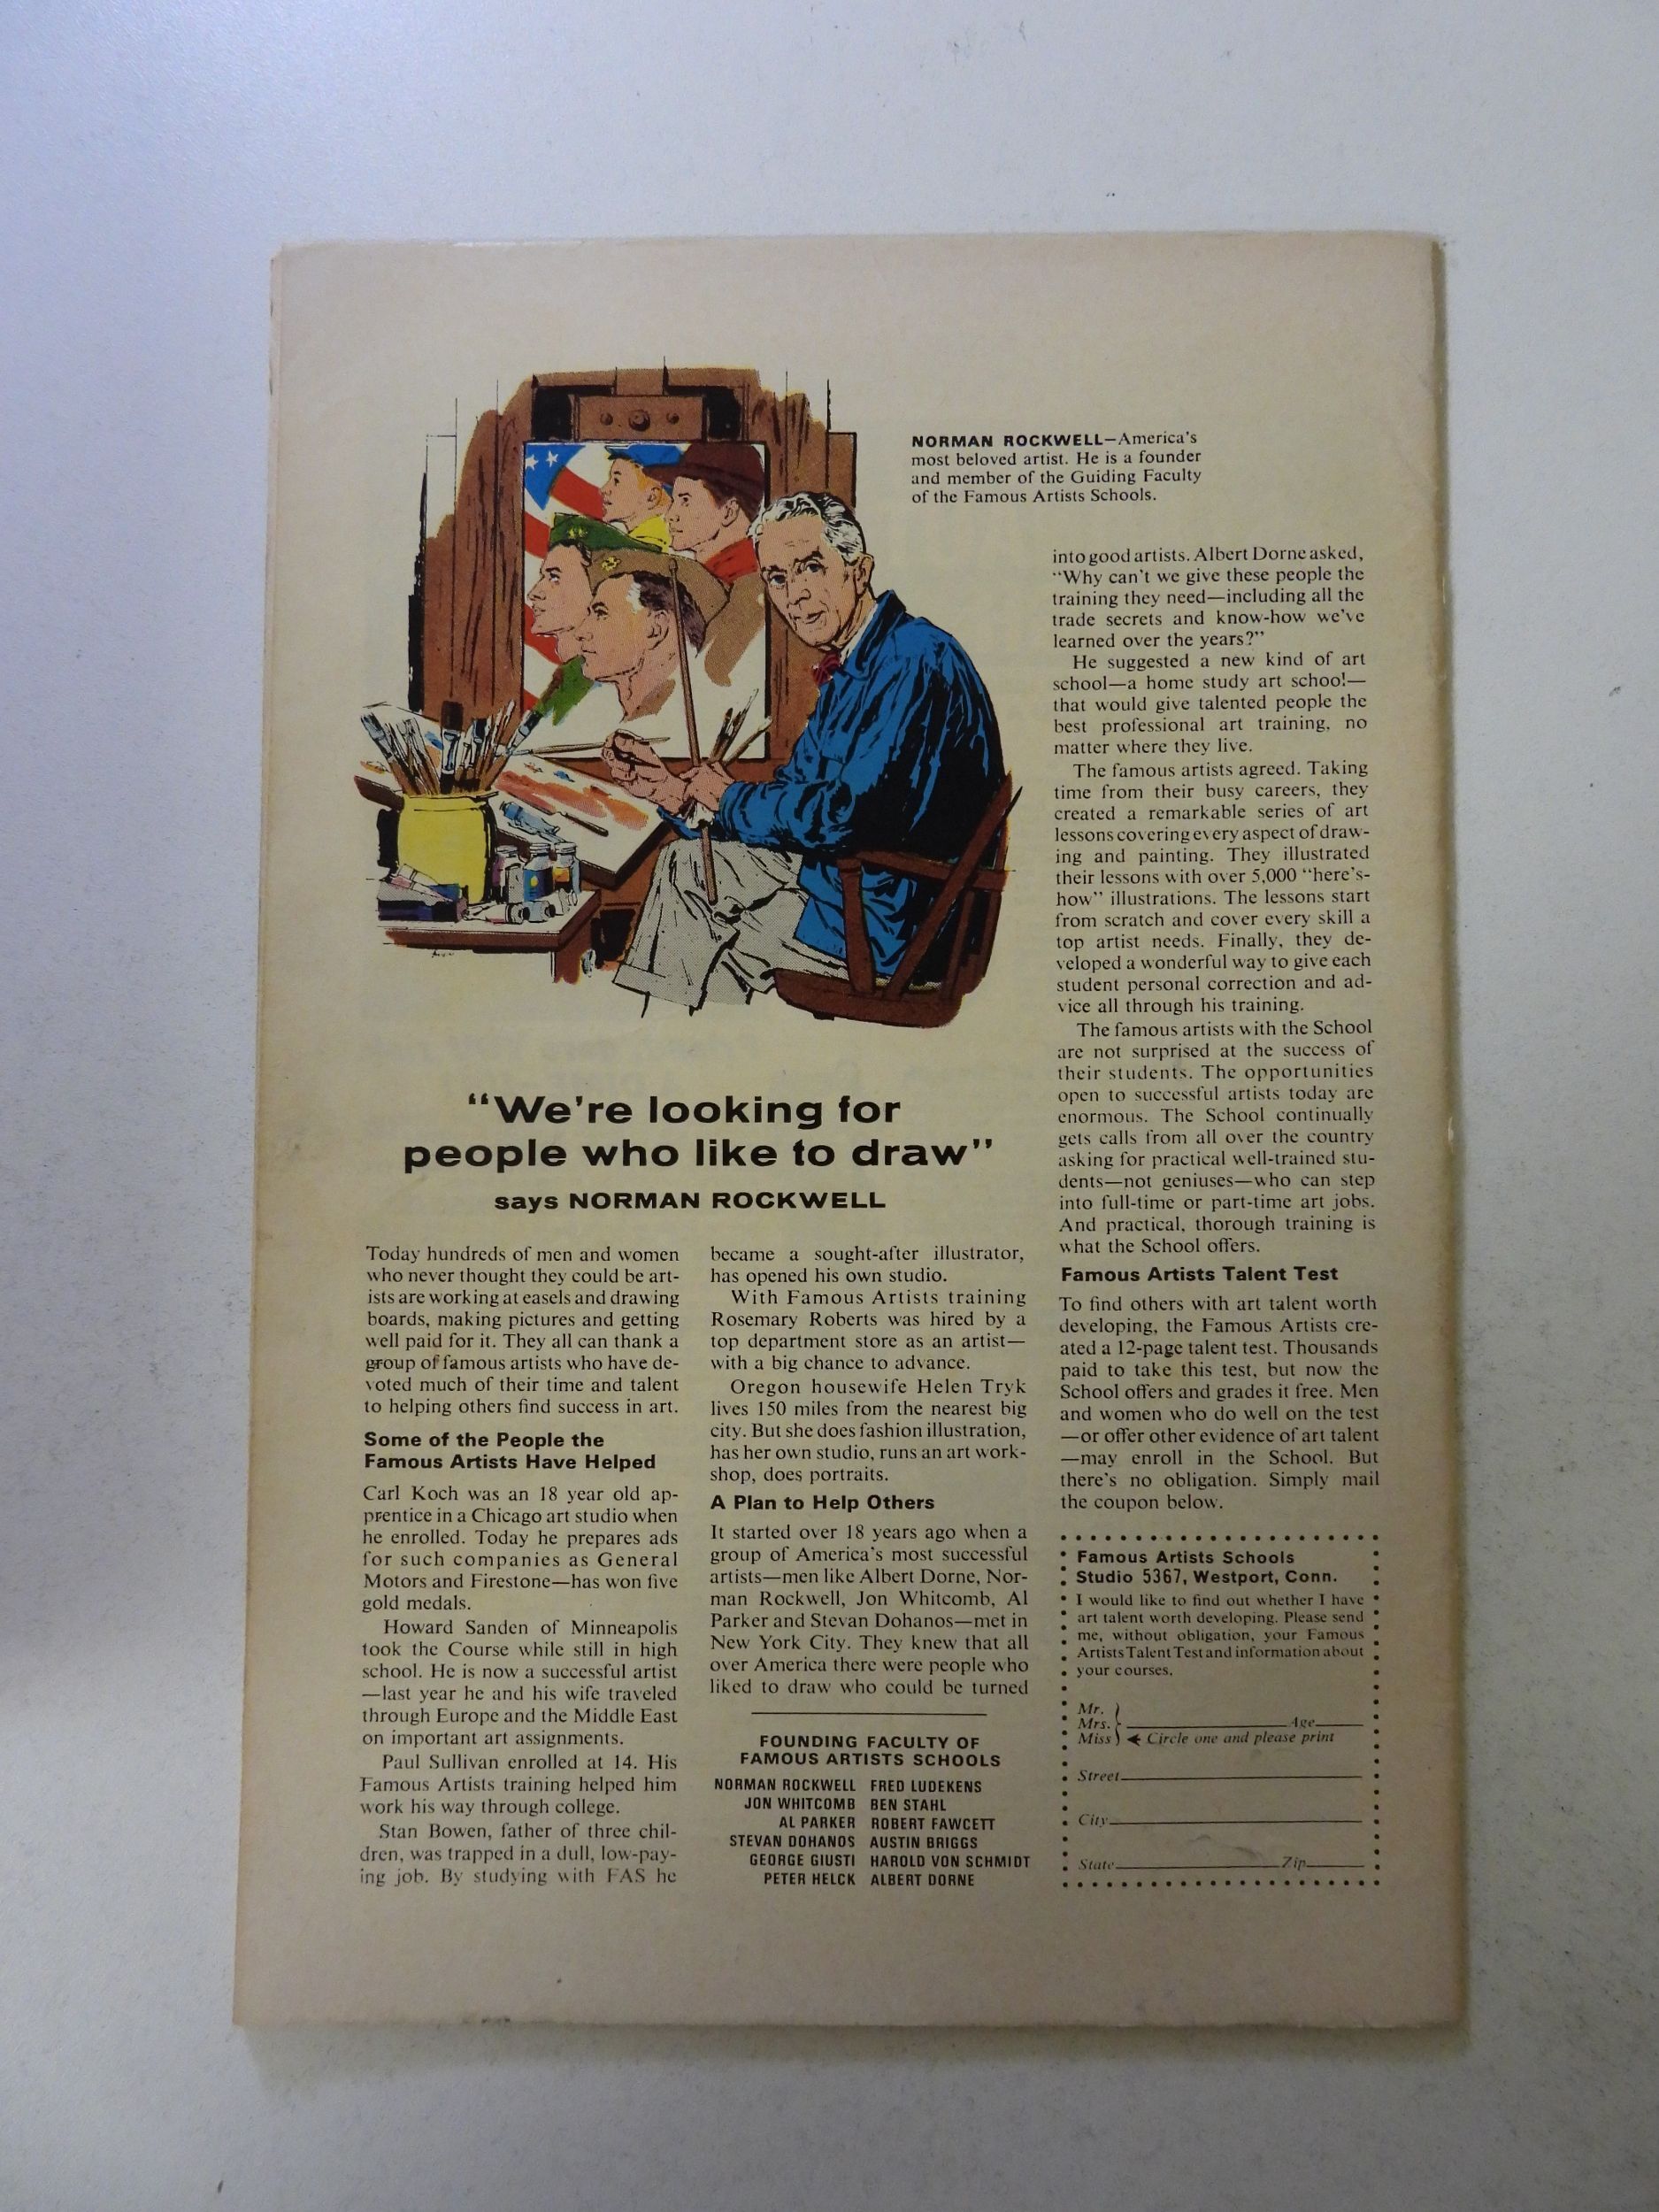 NORMAN ROCKWELL—America's
most beloved artist. He is a founder
and member of the Guiding Faculty
of the Famous Artists Schools.
"We're looking for
people who like to draw"
says NORMAN ROCKWELL
Today hundreds of men and women
who never thought they could be art-
ists are working at easels and drawing
boards, making pictures and getting
well paid for it. They all can thank a
group of famous artists who have de-
voted much of their time and talent
to helping others find success in art.
Some of the People the
Famous Artists Have Helped
Carl Koch was an 18 year old ap-
prentice in a Chicago art studio when
he enrolled. Today he prepares ads
for such companies as General
Motors and Firestone—has won five
gold medals.
Howard Sanden of Minneapolis
took the Course while still in high
school. He is now a successful artist
—last year he and his wife traveled
through Europe and the Middle East
on important art assignments.
Paul Sullivan enrolled at 14. His
Famous Artists training helped him
work his way through college.
Stan Bowen, father of three chil-
dren, was trapped in a dull, low-pay-
ing job. By studying with FAS he
became a sought-after illustrator,
has opened his own studio.
With Famous Artists training
Rosemary Roberts was hired by a
top department store as an artist—
with a big chance to advance.
Oregon housewife Helen Tryk
lives 150 miles from the nearest big
city. But she does fashion illustration,
has her own studio, runs an art work-
shop, does portraits.
A Plan to Help Others
It started over 18 years ago when a
group of America's most successful
artists—men like Albert Dorne, Nor-
man Rockwell, Jon Whitcomb, Al
Parker and Stevan Dohanos—met in
New York City. They knew that all
over America there were people who
liked to draw who could be turned
FOUNDING FACULTY OF
FAMOUS ARTISTS SCHOOLS
NORMAN ROCKWELL FRED LUDEKENS
JON WHITCOMB BEN STAHL
AL PARKER ROBERT FAWCETT
STEVAN DOHANOS AUSTIN BRIGGS
GEORGE GIUSTI HAROLD VON SCHMIDT
PETER HELCK ALBERT DORNE
into good artists. Albert Dorne asked,
"Why can't we give these people the
training they need—including all the
trade secrets and know-how we've
learned over the years?"
He suggested a new kind of art
school—a home study art school—
that would give talented people the
best professional art training, no
matter where they live.
The famous artists agreed. Taking
time from their busy careers, they
created a remarkable series of art
lessons covering every aspect of draw-
ing and painting. They illustrated
their lessons with over 5,000 "here's-
how" illustrations. The lessons start
from scratch and cover every skill a
top artist needs. Finally, they de-
veloped a wonderful way to give each
student personal correction and ad-
vice all through his training.
The famous artists with the School
are not surprised at the success of
their students. The opportunities
open to successful artists today are
enormous. The School continually
gets calls from all over the country
asking for practical well-trained stu-
dents—not geniuses—who can step
into full-time or part-time art jobs.
And practical, thorough training is
what the School offers.
Famous Artists Talent Test
To find others with art talent worth
developing, the Famous Artists cre-
ated a 12-page talent test. Thousands
paid to take this test, but now the
School offers and grades it free. Men
and women who do well on the test
—or offer other evidence of art talent
—may enroll in the School. But
there's no obligation. Simply mail
the coupon below.
Famous Artists Schools
Studio 5367, Westport, Conn.
I would like to find out whether I have
art talent worth developing. Please send
me, without obligation, your Famous
Artists Talent Test and information about
your courses.
Mr.
Mrs. Age
Miss Circle one and please print
Street
City
State Zip